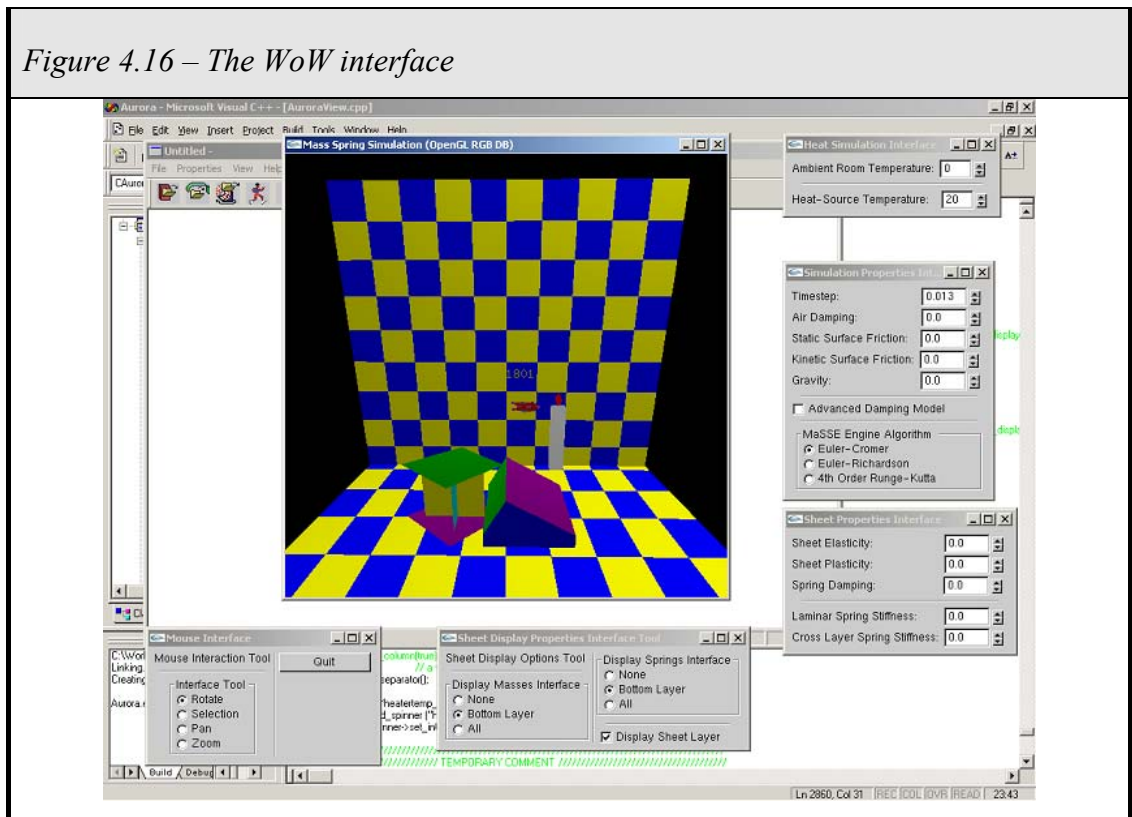 Figure 4.16 – The WoW interface
Aurora - Microsoft Visual C++ - [AuroraView.cpp]
File Edit View Insert Project Build Tools Window Help
Untitled -
File Properties View Help
Mass Spring Simulation (OpenGL RGB DB)
1801
Heat Simulation Interface
Ambient Room Temperature: 0
Heat-Source Temperature: 20
Simulation Properties Int...
Timestep: 0.013
Air Damping: 0.0
Static Surface Friction: 0.0
Kinetic Surface Friction: 0.0
Gravity: 0.0
Advanced Damping Model
MaSSE Engine Algorithm
Euler-Cromer
Euler-Richardson
4th Order Runge-Kutta
Sheet Properties Interface
Sheet Elasticity: 0.0
Sheet Plasticity: 0.0
Spring Damping: 0.0
Laminar Spring Stiffness: 0.0
Cross Layer Spring Stiffness: 0.0
Mouse Interface
Mouse Interaction Tool
Quit
Interface Tool
Rotate
Selection
Pan
Zoom
Sheet Display Properties Interface Tool
Sheet Display Options Tool
Display Masses Interface
None
Bottom Layer
All
Display Springs Interface
None
Bottom Layer
All
Display Sheet Layer
Linking.
////////// TEMPORARY COMMENT //////////////////////////////
Build Debug
Ln 2860, Col 31 REC COL OVR READ 23:43